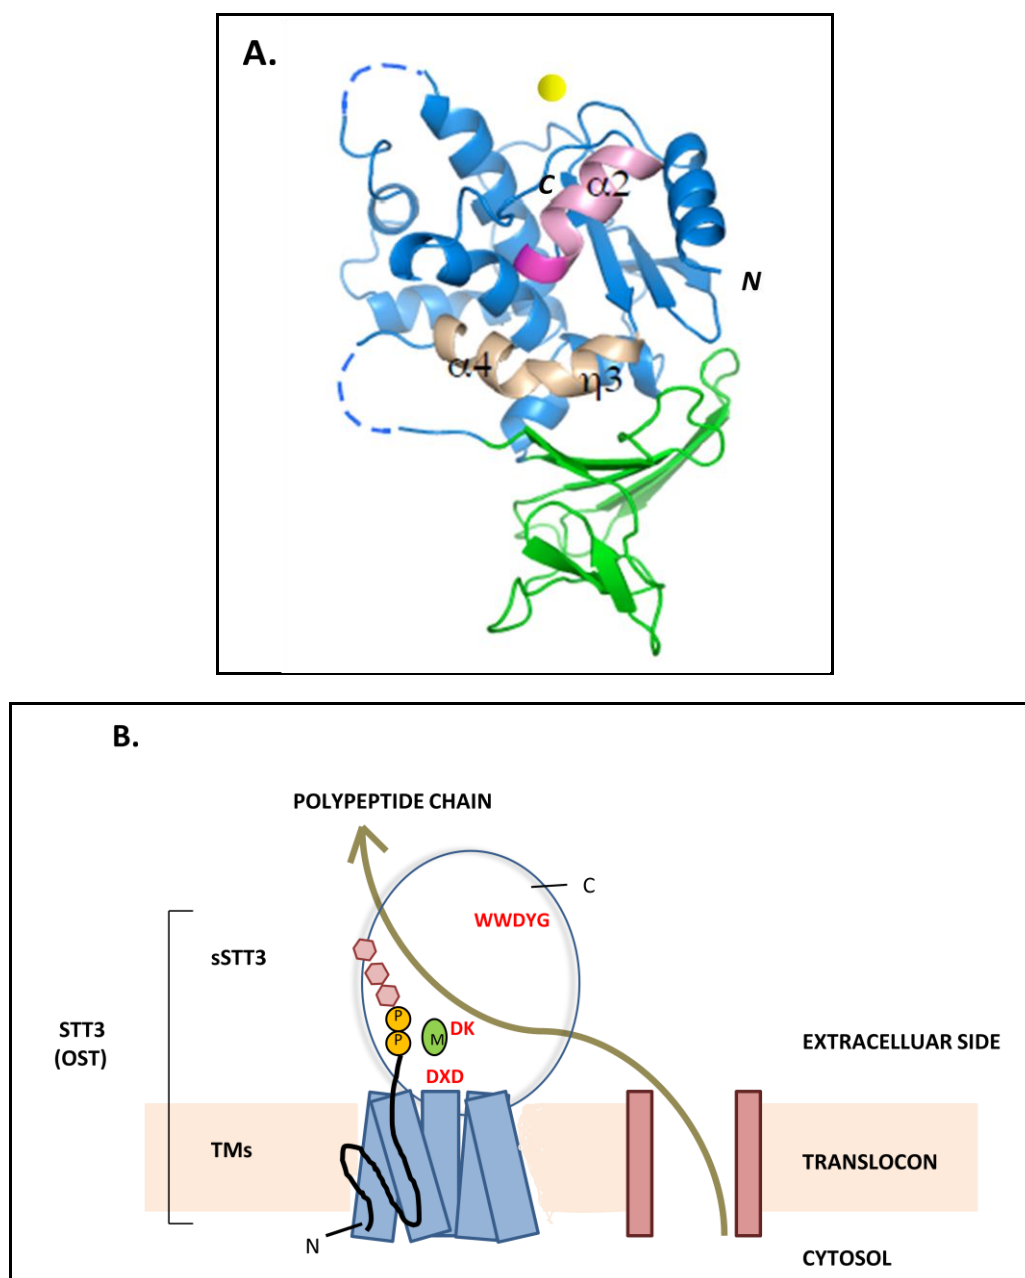 A.
C
α2
N
α4
η3
B.
POLYPEPTIDE CHAIN
C
WWDYG
sSTT3
P
P
M
DK
STT3
(OST)
EXTRACELLUAR SIDE
DXD
TMs
TRANSLOCON
N
CYTOSOL